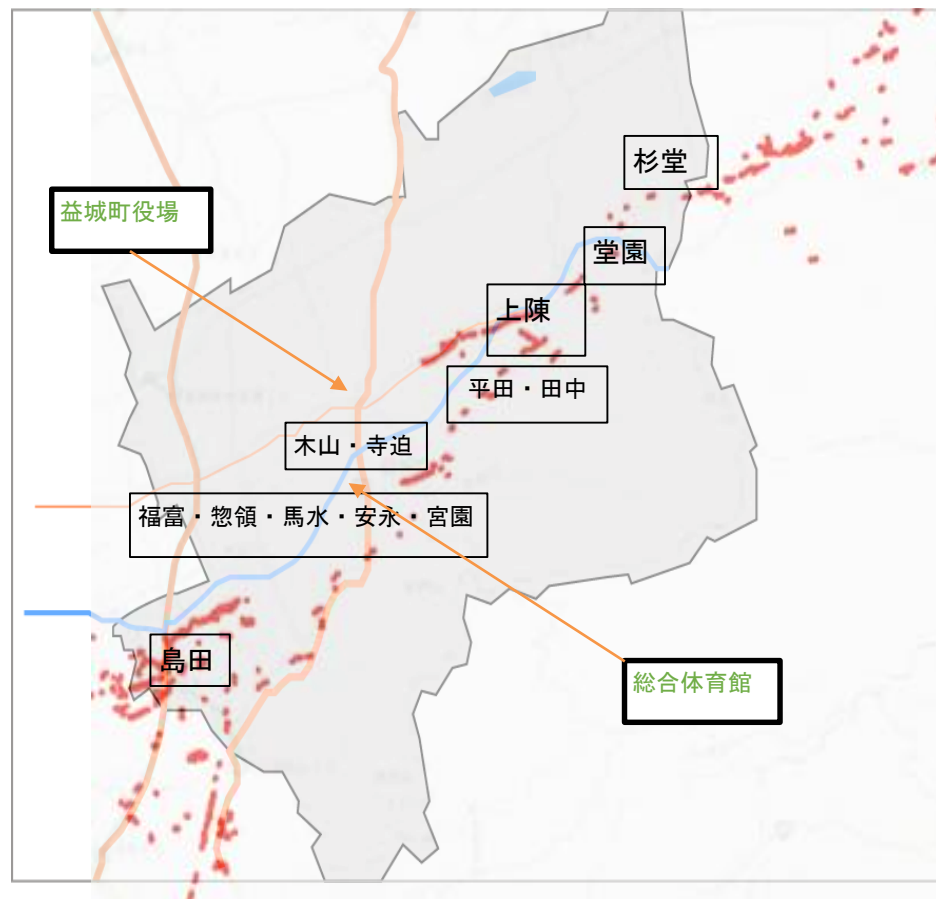 杉堂
益城町役場
堂園
上陳
平田・田中
木山・寺迫
福富・惣領・馬水・安永・宮園
島田
総合体育館